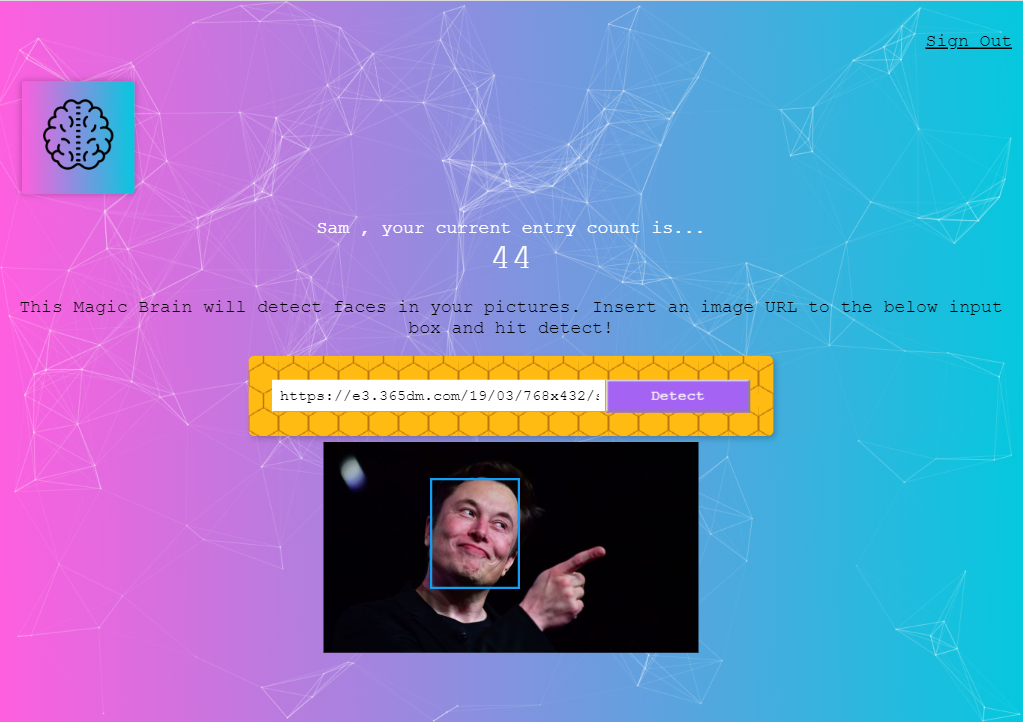 Sign Out
Sam , your current entry count is...
44
This Magic Brain will detect faces in your pictures. Insert an image URL to the below input
box and hit detect!
https://e3.365dm.com/19/03/768x432/s
Detect